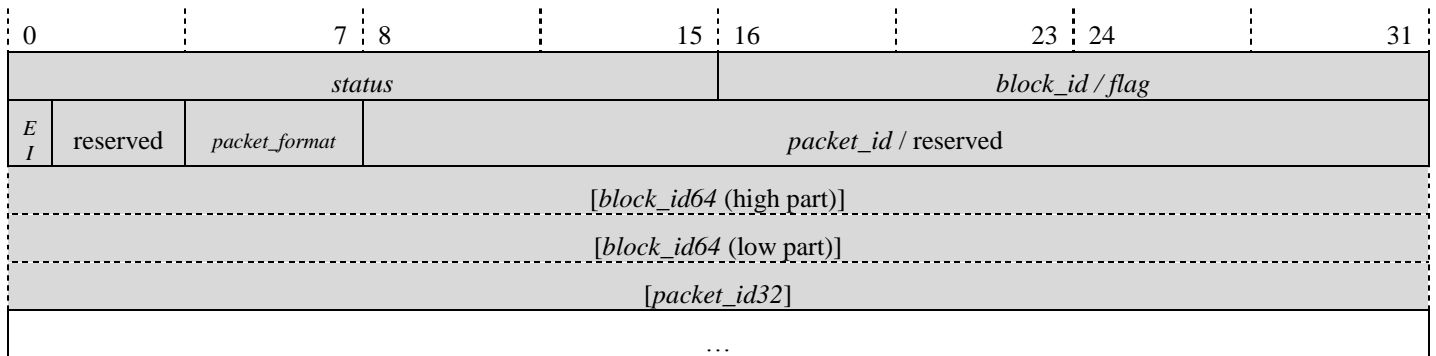 0 7 8 15 16 23 24 31
status block_id / flag
E
I reserved packet_format packet_id / reserved
[block_id64 (high part)]
[block_id64 (low part)]
[packet_id32]
…